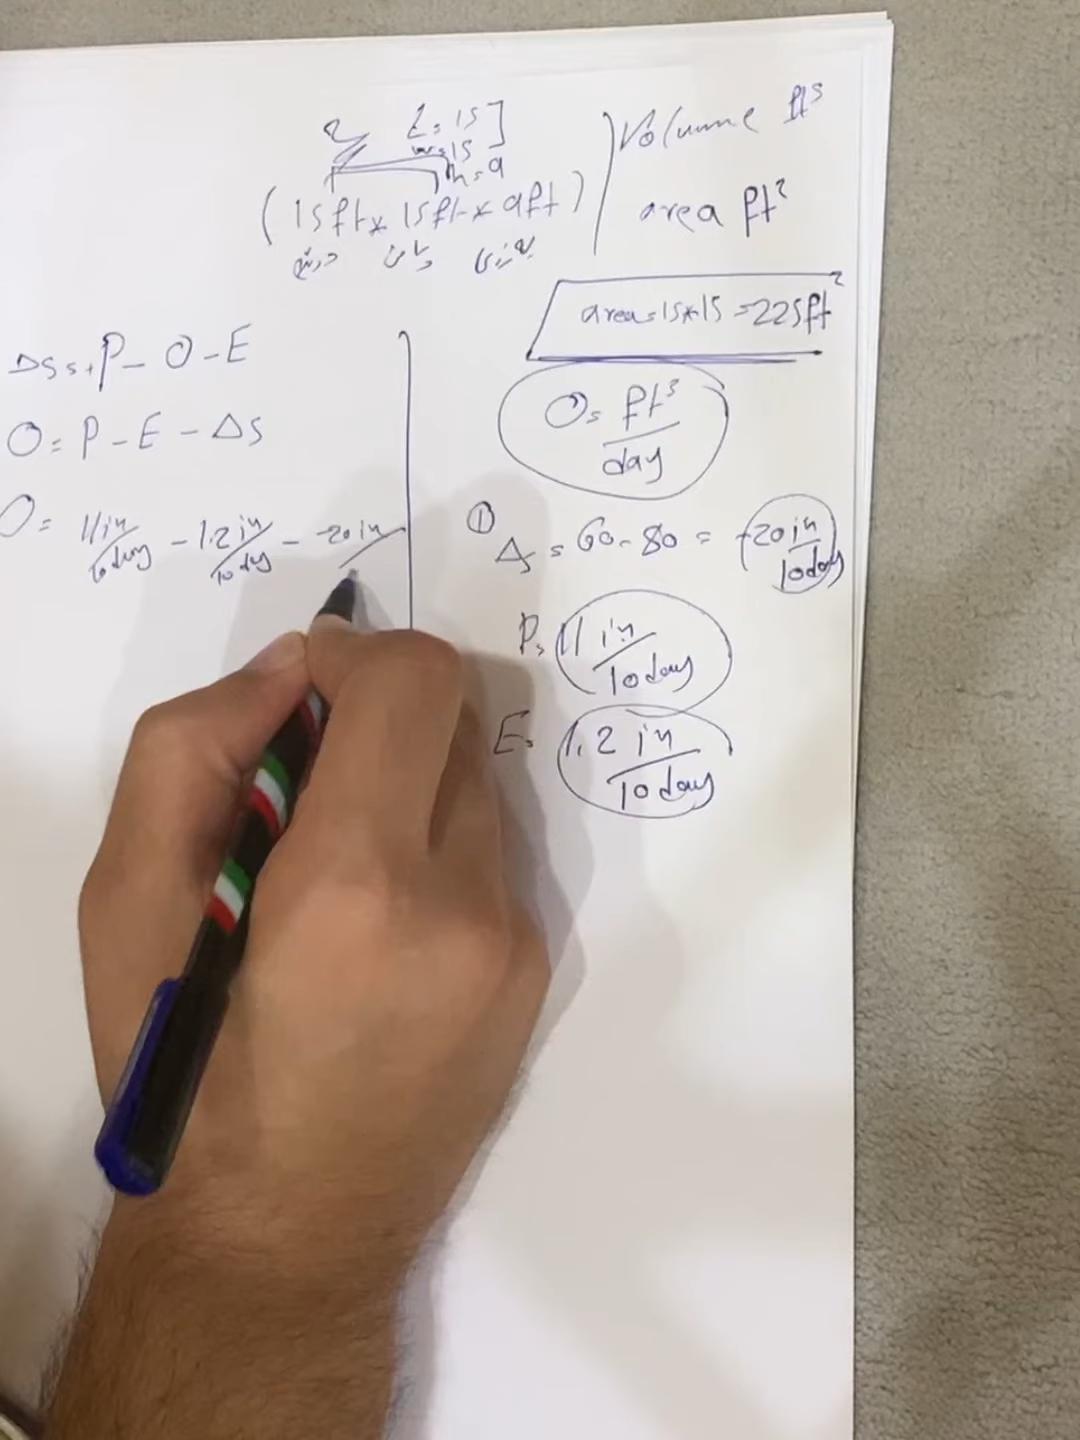 L = 15
w = 15
h = 9
(15ft * 15ft * 9ft)
Volume ft³
area ft²
area = 15*15 = 225ft²
ΔS = P - O - E
O = P - E - ΔS
O = 11in/10day - 1.2in/10day - -20in
O = ft³/day
① Δs = 60 - 80 = -20in/10day
P = 11in/10day
E = 1.2in/10day